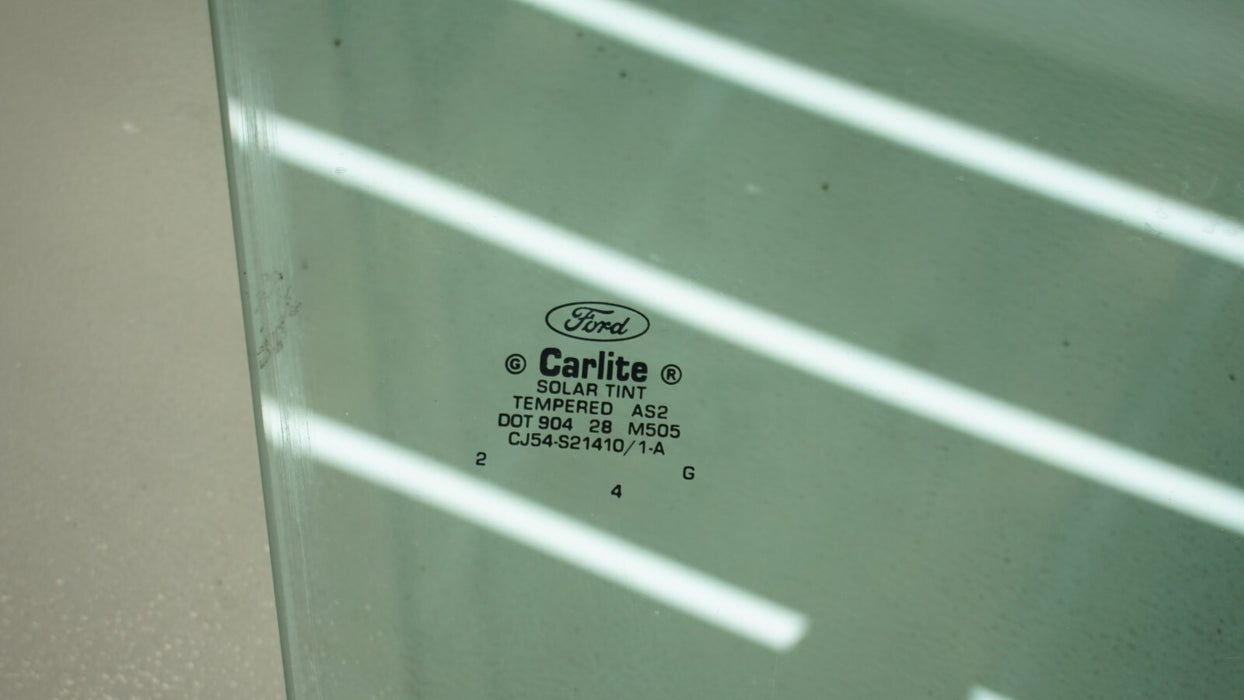 Ford
G Carlite ®
SOLAR TINT
TEMPERED AS2
DOT 904 28 M505
CJ54-S21410/1-A
2 G
4